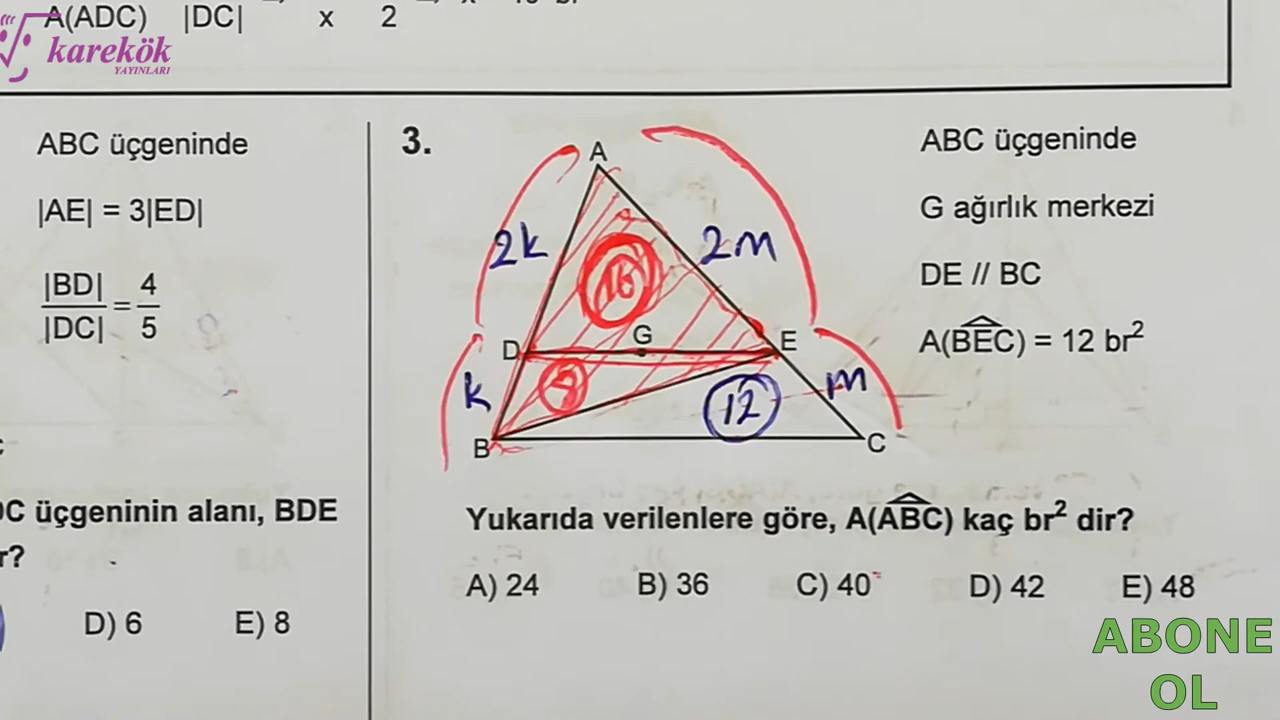 A(ADC) |DC| x 2
karekök
YAYINLARI
ABC üçgeninde
|AE| = 3|ED|
|BD| / |DC| = 4 / 5
üçgeninin alanı, BDE
r?
D) 6 E) 8
3.
A
2k
16
2m
D
G
E
k
12
m
B
C
ABC üçgeninde
G ağırlık merkezi
DE // BC
A(BEC) = 12 br²
Yukarıda verilenlere göre, A(ABC) kaç br² dir?
A) 24 B) 36 C) 40 D) 42 E) 48
ABONE
OL